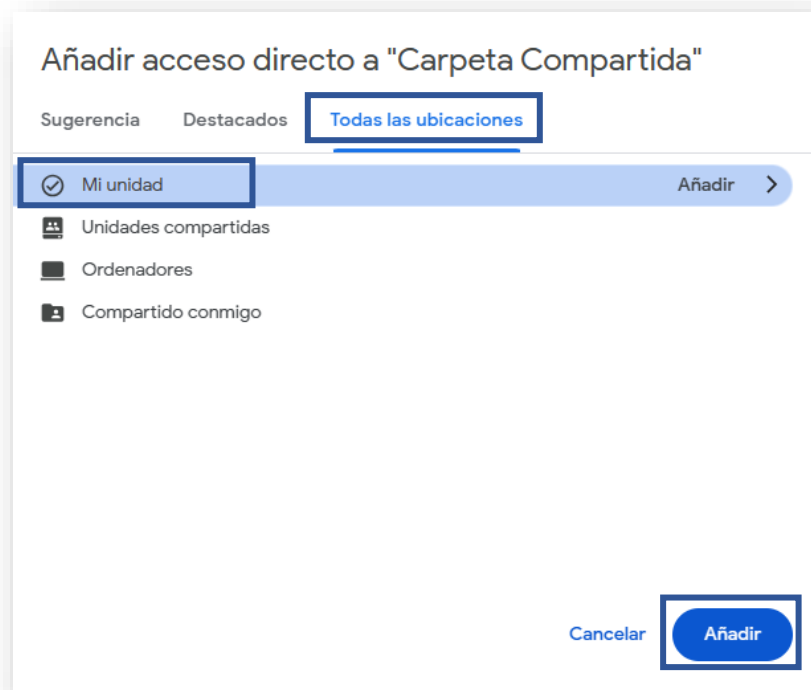 Añadir acceso directo a "Carpeta Compartida"
Sugerencia Destacados Todas las ubicaciones
Mi unidad Añadir
Unidades compartidas
Ordenadores
Compartido conmigo
Cancelar Añadir